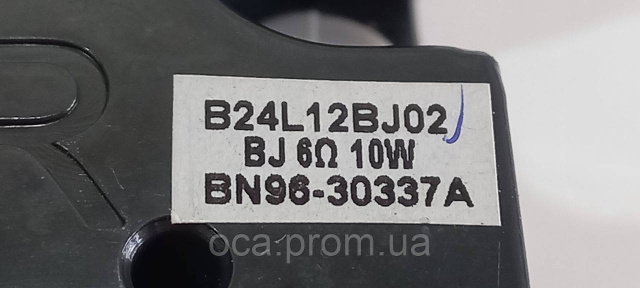 B24L12BJ02
BJ 6Ω 10W
BN96-30337A
oca.prom.ua